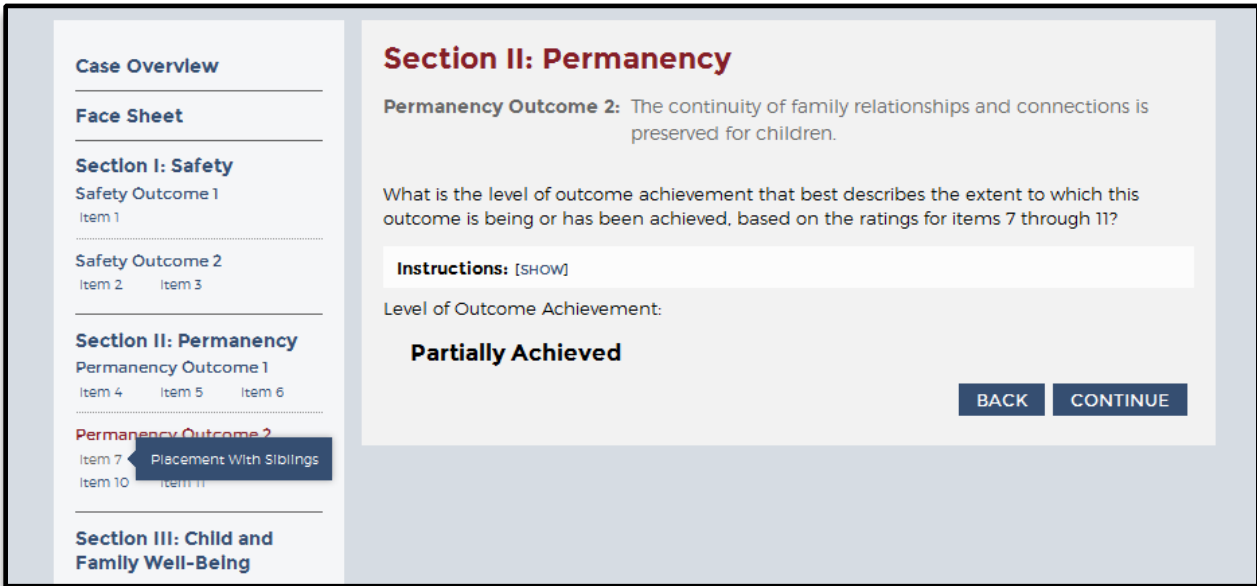 Case Overview
Face Sheet
Section I: Safety
Safety Outcome 1
Item 1
Safety Outcome 2
Item 2 Item 3
Section II: Permanency
Permanency Outcome 1
Item 4 Item 5 Item 6
Permanency Outcome 2
Item 7 Placement With Siblings
Item 10 Item 11
Section III: Child and
Family Well-Being
Section II: Permanency
Permanency Outcome 2: The continuity of family relationships and connections is
preserved for children.
What is the level of outcome achievement that best describes the extent to which this
outcome is being or has been achieved, based on the ratings for items 7 through 11?
Instructions: [SHOW]
Level of Outcome Achievement:
Partially Achieved
BACK CONTINUE